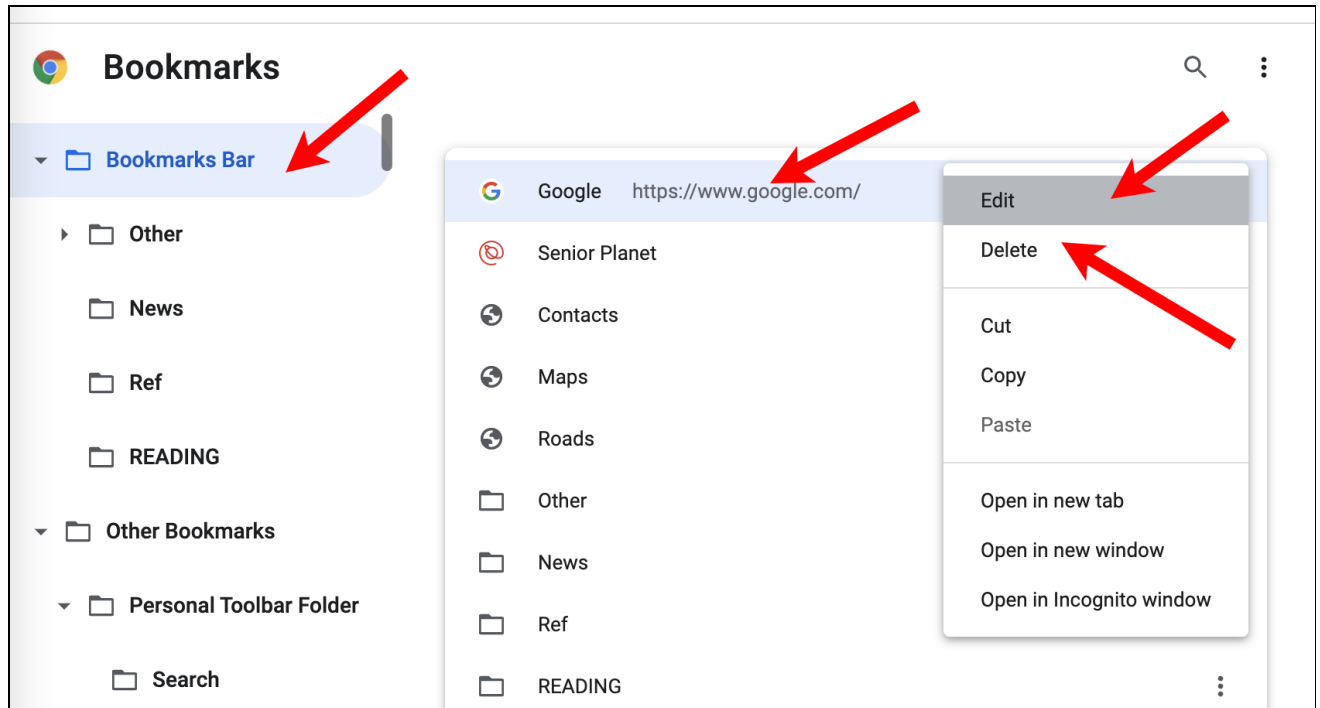 Bookmarks
Bookmarks Bar
Other
News
Ref
READING
Other Bookmarks
Personal Toolbar Folder
Search
Google https://www.google.com/
Senior Planet
Contacts
Maps
Roads
Other
News
Ref
READING
Edit
Delete
Cut
Copy
Paste
Open in new tab
Open in new window
Open in Incognito window